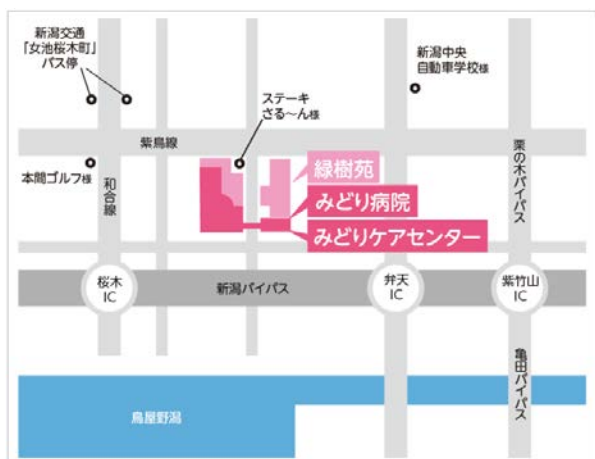 新潟交通
「女池桜木町」
バス停
新潟中央
自動車学校様
ステーキ
さる〜ん様
紫鳥線
本間ゴルフ様
和合線
栗の木バイパス
緑樹苑
みどり病院
みどりケアセンター
桜木
IC
新潟バイパス
弁天
IC
紫竹山
IC
亀田バイパス
鳥屋野潟